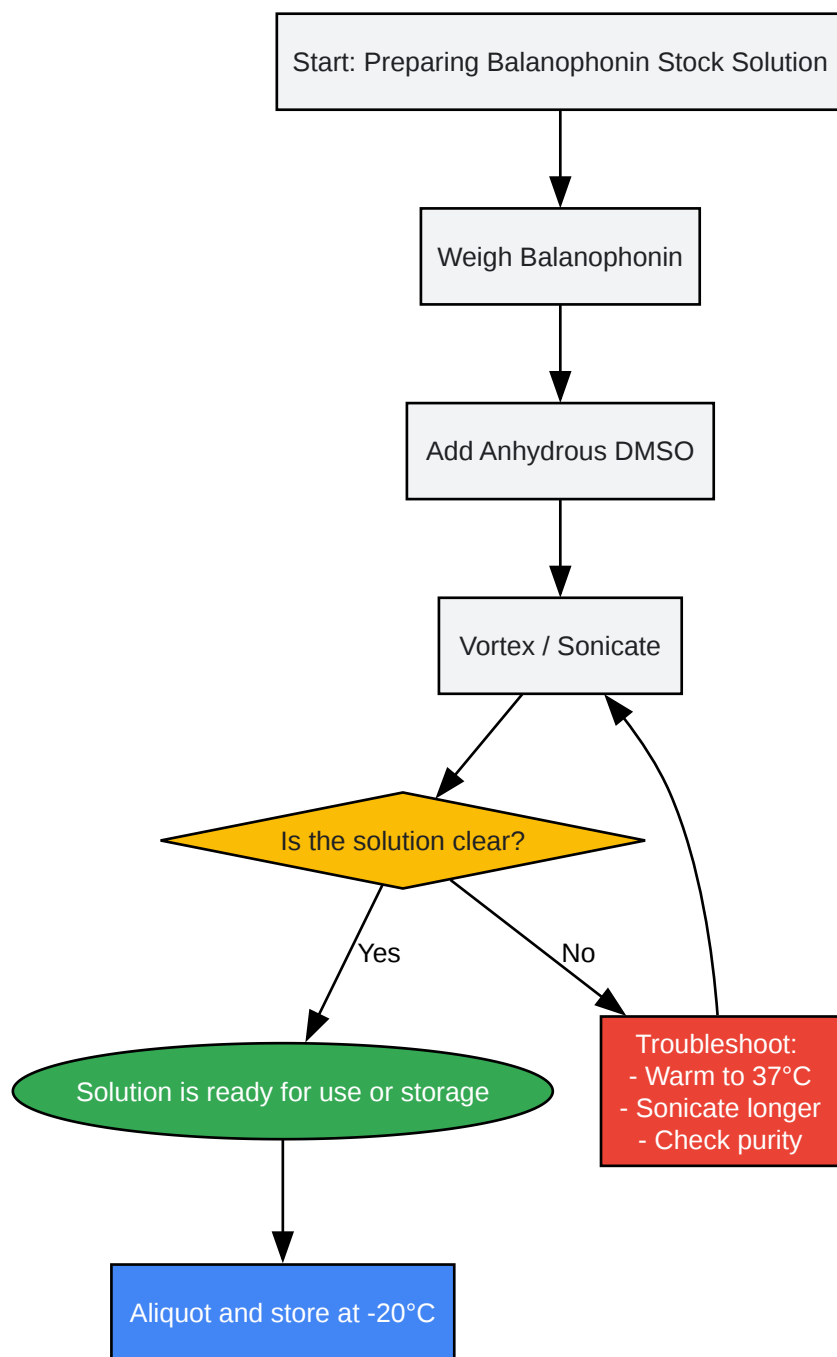 Start: Preparing Balanophonin Stock Solution
Weigh Balanophonin
Add Anhydrous DMSO
Vortex / Sonicate
Is the solution clear?
Yes
No
Troubleshoot:
- Warm to 37°C
- Sonicate longer
- Check purity
Solution is ready for use or storage
Aliquot and store at -20°C